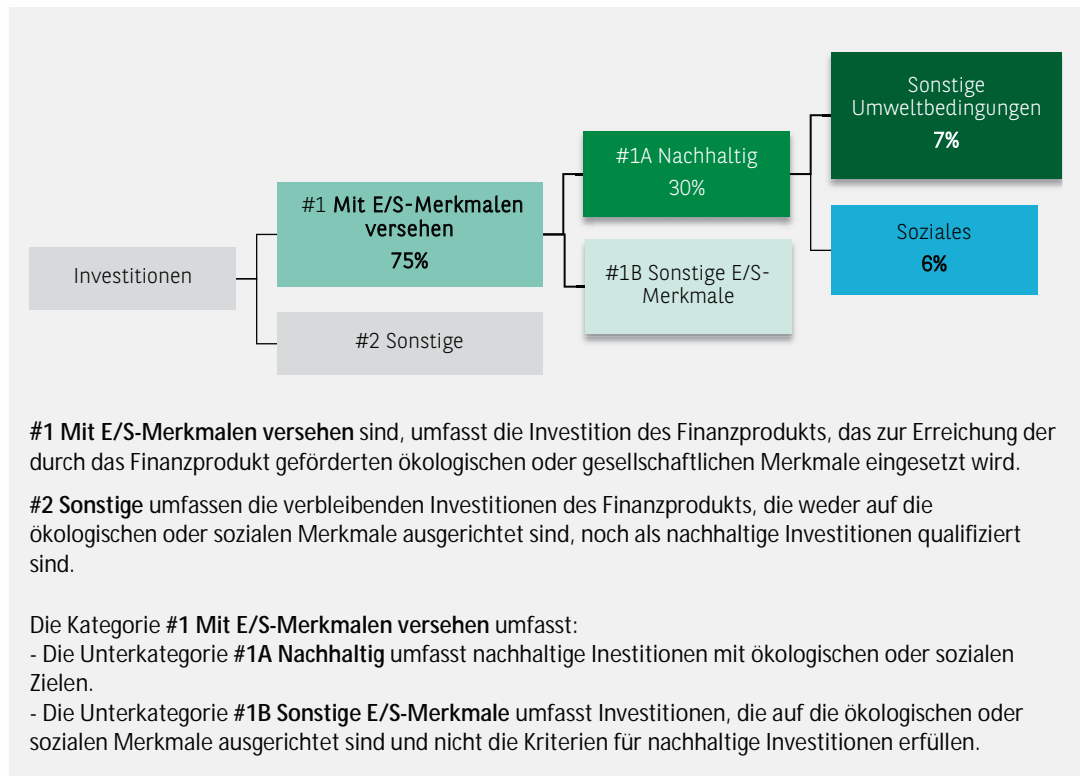 Investitionen
#1 Mit E/S-Merkmalen
versehen
75%
#2 Sonstige
#1A Nachhaltig
30%
#1B Sonstige E/S-
Merkmale
Sonstige
Umweltbedingungen
7%
Soziales
6%
#1 Mit E/S-Merkmalen versehen sind, umfasst die Investition des Finanzprodukts, das zur Erreichung der
durch das Finanzprodukt geförderten ökologischen oder gesellschaftlichen Merkmale eingesetzt wird.
#2 Sonstige umfassen die verbleibenden Investitionen des Finanzprodukts, die weder auf die
ökologischen oder sozialen Merkmale ausgerichtet sind, noch als nachhaltige Investitionen qualifiziert
sind.
Die Kategorie #1 Mit E/S-Merkmalen versehen umfasst:
- Die Unterkategorie #1A Nachhaltig umfasst nachhaltige Inestitionen mit ökologischen oder sozialen
Zielen.
- Die Unterkategorie #1B Sonstige E/S-Merkmale umfasst Investitionen, die auf die ökologischen oder
sozialen Merkmale ausgerichtet sind und nicht die Kriterien für nachhaltige Investitionen erfüllen.